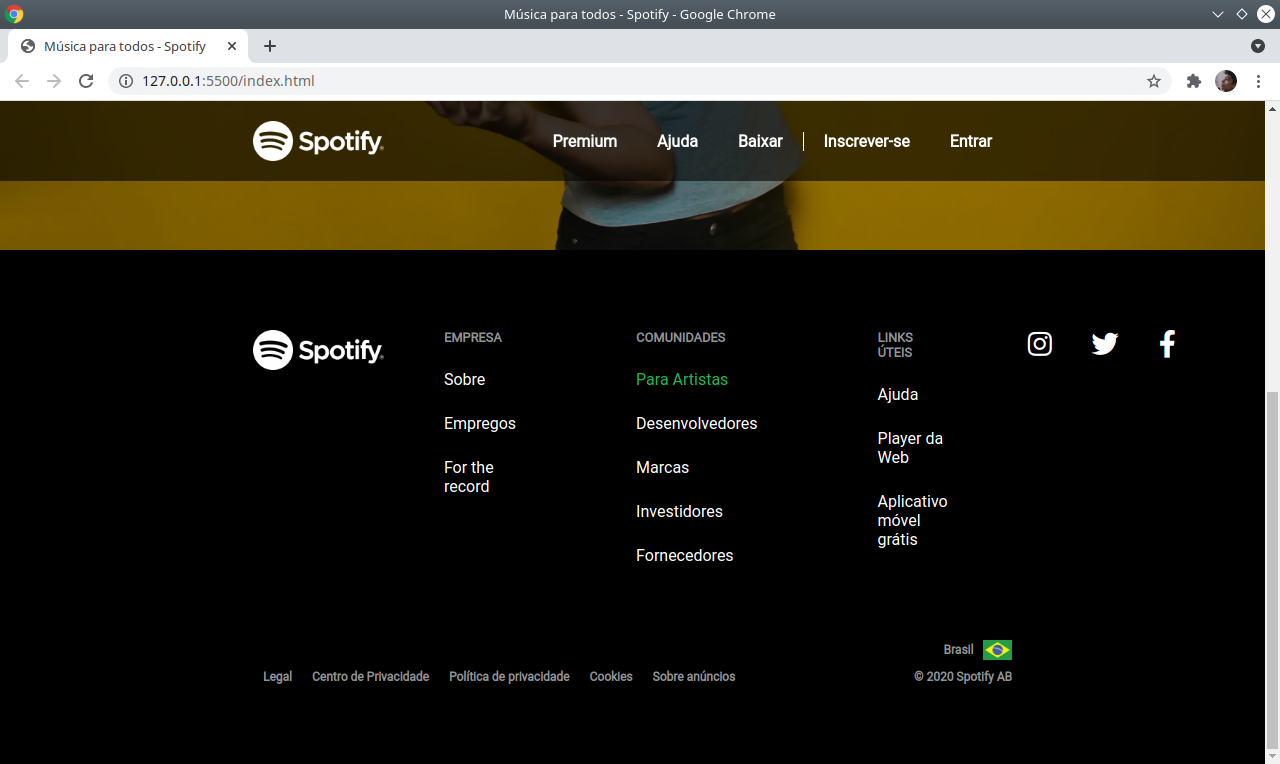 Música para todos - Spotify - Google Chrome
Música para todos - Spotify
127.0.0.1:5500/index.html
Spotify®
Premium Ajuda Baixar Inscrever-se Entrar
Spotify®
EMPRESA
Sobre
Empregos
For the
record
COMUNIDADES
Para Artistas
Desenvolvedores
Marcas
Investidores
Fornecedores
LINKS
ÚTEIS
Ajuda
Player da
Web
Aplicativo
móvel
grátis
Brasil
Legal Centro de Privacidade Política de privacidade Cookies Sobre anúncios
© 2020 Spotify AB